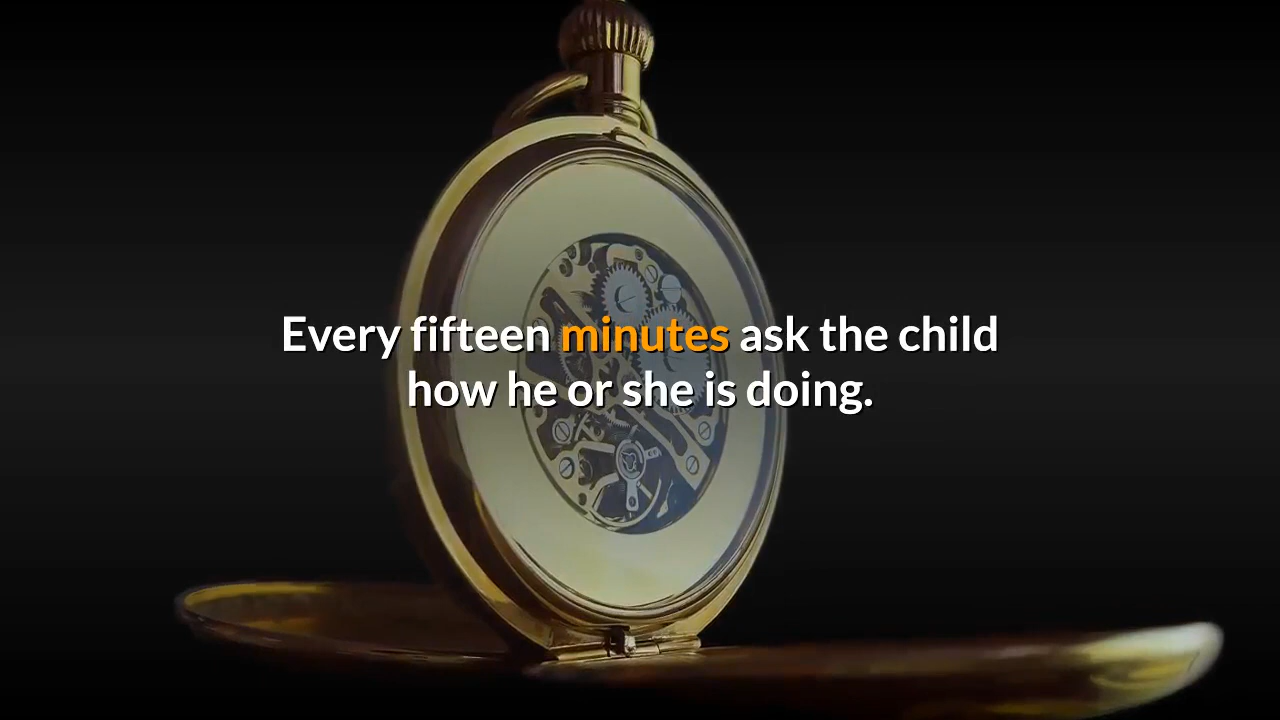 Every fifteen minutes ask the child
how he or she is doing.